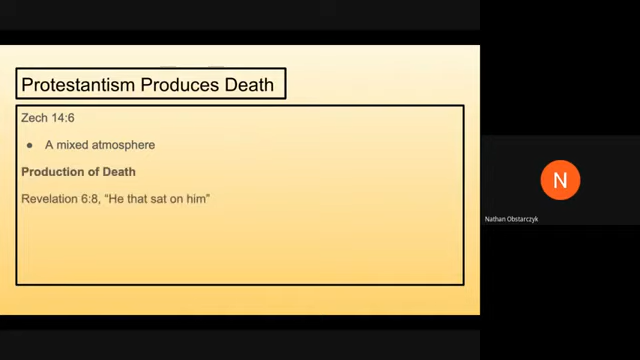 Protestantism Produces Death
Zech 14:6
● A mixed atmosphere
Production of Death
Revelation 6:8, “He that sat on him”
N
Nathan Obstarczyk